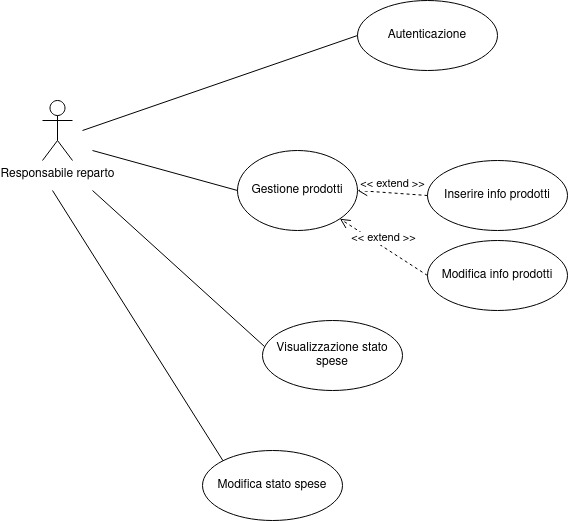 Autenticazione
Responsabile reparto
Gestione prodotti
<< extend >>
Inserire info prodotti
<< extend >>
Modifica info prodotti
Visualizzazione stato
spese
Modifica stato spese